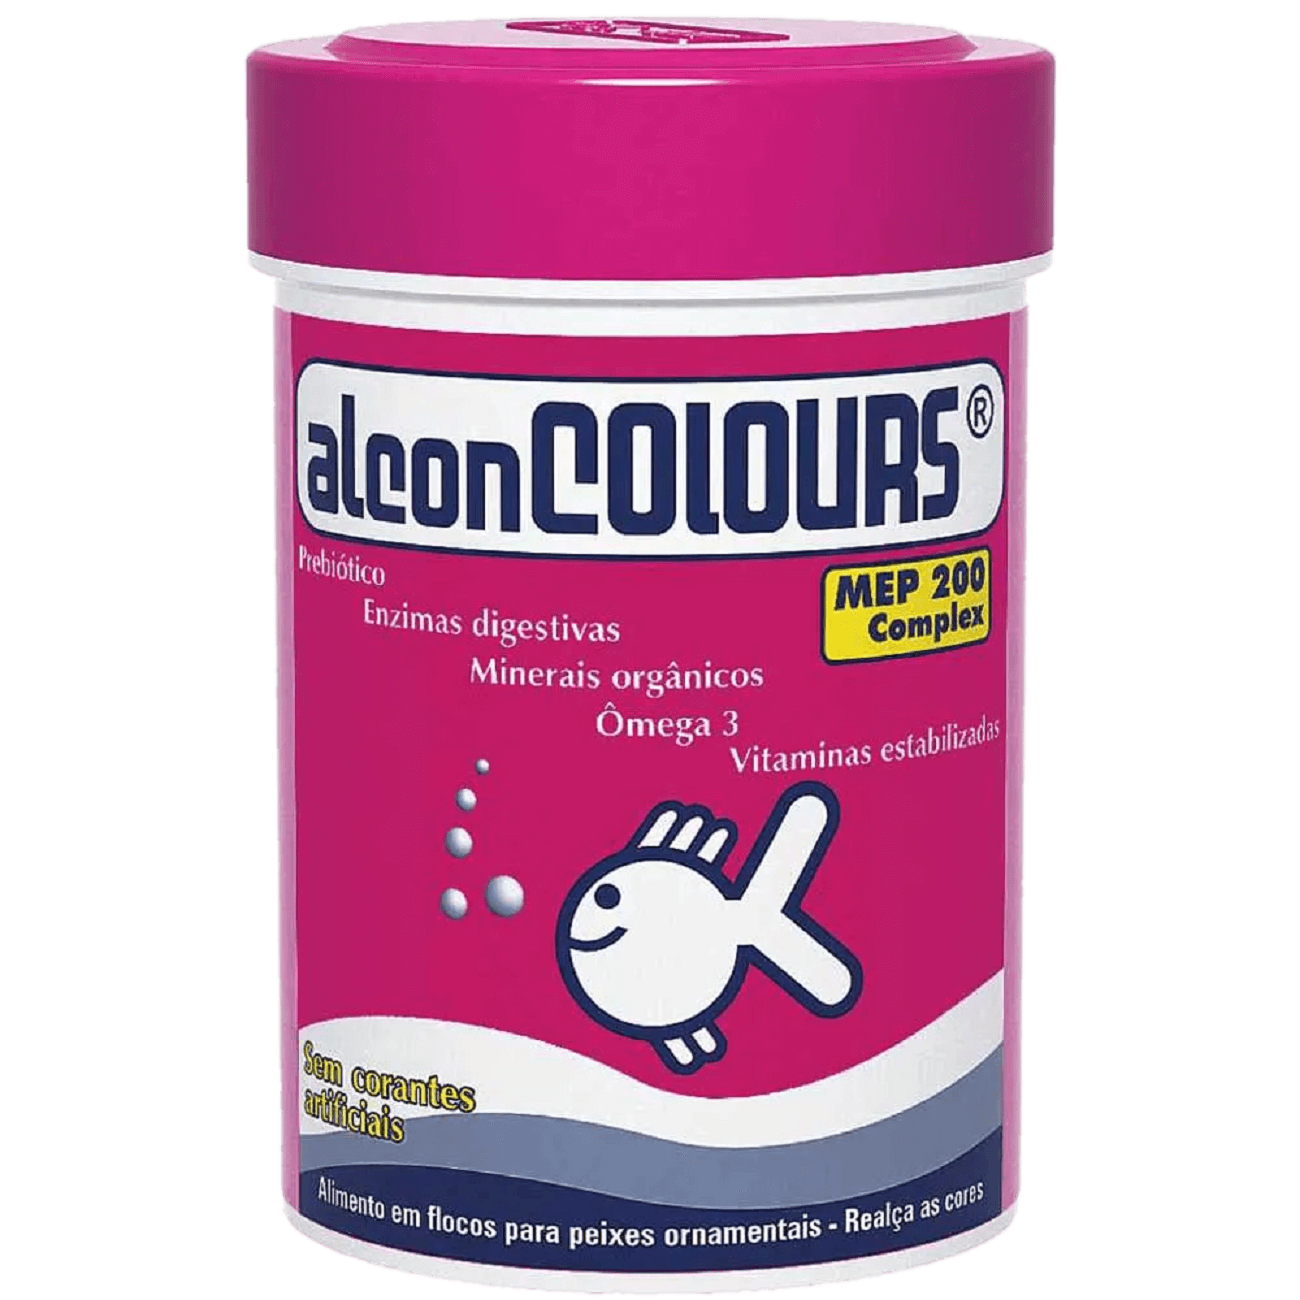 alconCOLOURS®
MEP 200
Complex
Prebiótico
Enzimas digestivas
Minerais orgânicos
Ômega 3
Vitaminas estabilizadas
Sem corantes
artificiais
Alimento em flocos para peixes ornamentais - Realça as cores